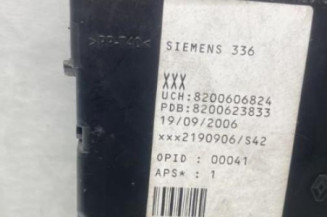 >PP-T40<
SIEMENS 336
XXX
UCH:8200606824
PDB:8200623833
19/09/2006
xxx2190906/S42
OPID : 00041
APS* : 1